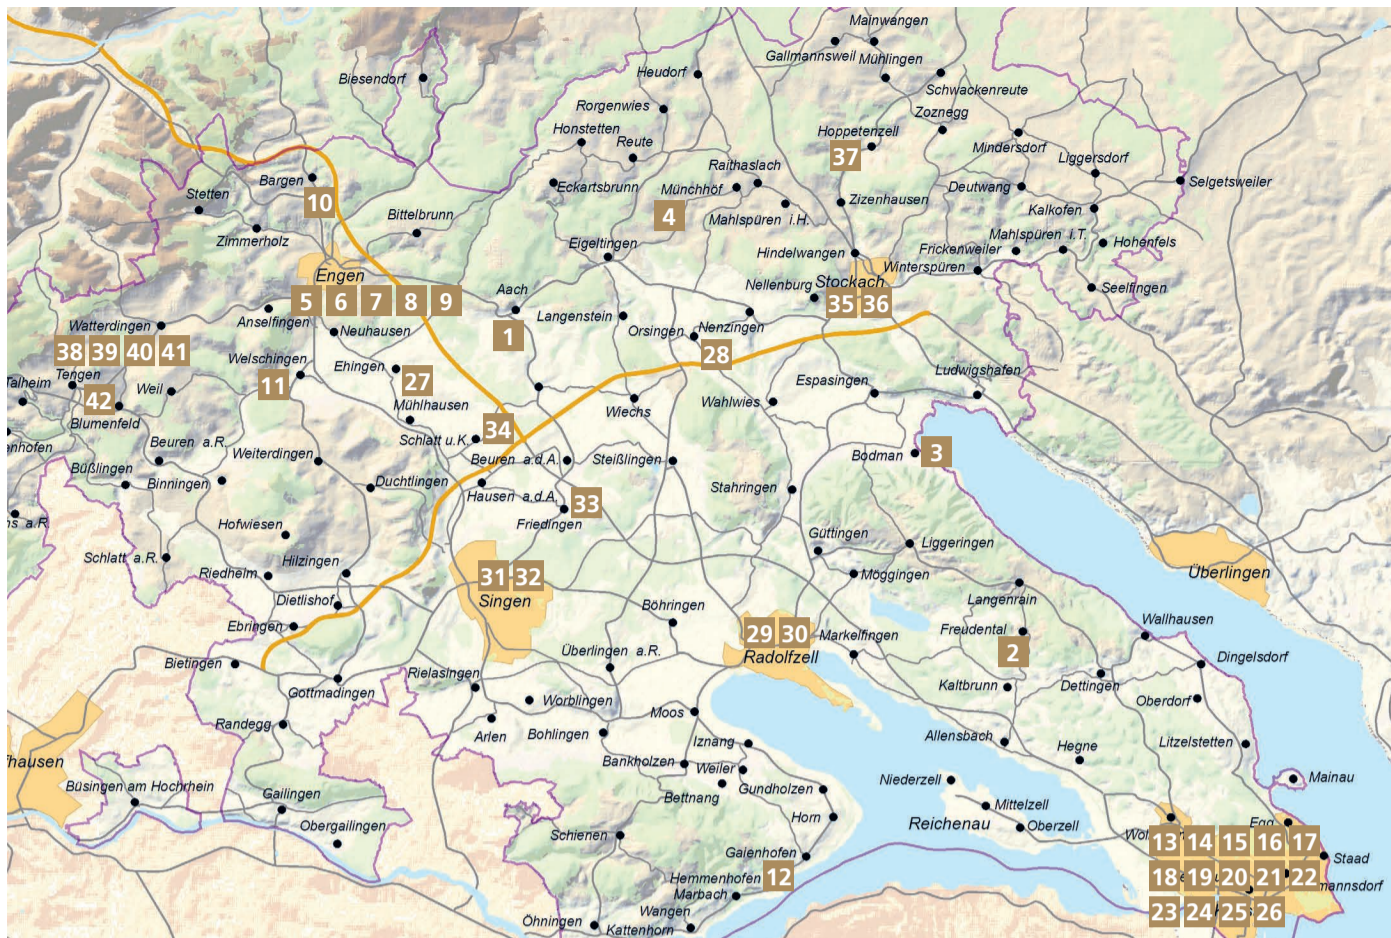 Mainwangen
Gallmannsweil
Mühlingen
Heudorf
Biesendorf
Schwackenreute
Rorgenwies
Zoznegg
Honstetten
Hoppetenzell
Reute
37
Mindersdorf
Liggersdorf
Raithaslach
Bargen
Eckartsbrunn
Münchhöf
Deutwang
Selgetsweiler
Stetten
10
4
Zizenhausen
Kalkofen
Bittelbrunn
Mahlspüren i.H.
Mahlspüren i.T.
Zimmerholz
Eigeltingen
Hindelwangen
Frickenweiler
Hohenfels
Engen
Winterspüren
Stockach
Nellenburg
Seelfingen
Aach
5 6 7 8 9
35 36
Anselfingen
Langenstein
Watterdingen
Neuhausen
1
Orsingen
Nenzingen
38 39 40 41
28
Welschingen
Ehingen
Ludwigshafen
Tengen
Talheim
11
27
Espasingen
Weil
42
Mühlhausen
Wiechs
Wahlwies
Blumenfeld
34
Schlatt u.K.
Beuren a.R.
enhofen
Weiterdingen
Beuren a.d.A.
Steißlingen
Bodman
3
Büßlingen
Binningen
Duchtlingen
Hausen a.d.A.
Stahringen
33
Hofwiesen
Friedingen
ns a.R.
Güttingen
Liggeringen
Schlatt a.R.
Hilzingen
Riedheim
31 32
Möggingen
Überlingen
Dietlishof
Singen
Langenrain
Böhringen
Ebringen
29 30
Markelfingen
Freudental
Wallhausen
Überlingen a.R.
Radolfzell
2
Bietingen
Dingelsdorf
Rielasingen
Gottmadingen
Kaltbrunn
Dettingen
Worblingen
Oberdorf
Moos
Randegg
Arlen
Bohlingen
Iznang
Allensbach
Hegne
Litzelstetten
fhausen
Bankholzen
Weiler
Niederzell
Mainau
Büsingen am Hochrhein
Gundholzen
Gailingen
Bettnang
Mittelzell
Horn
Obergailingen
Reichenau
Oberzell
Egg
Schienen
13 14 15 16 17
Gaienhofen
Staad
Hemmenhofen
12
18 19 20 21 22
mannsdorf
Marbach
Wangen
23 24 25 26
Öhningen
Kattenhorn